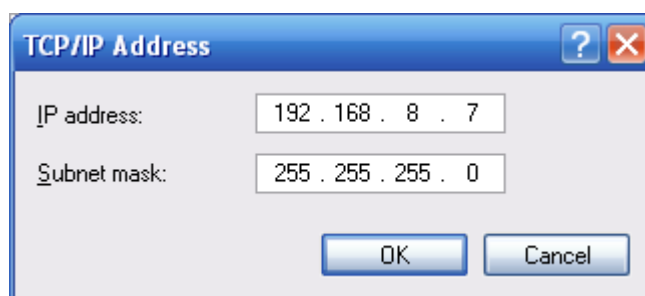 TCP/IP Address
IP address: 192 . 168 . 8 . 7
Subnet mask: 255 . 255 . 255 . 0
OK Cancel